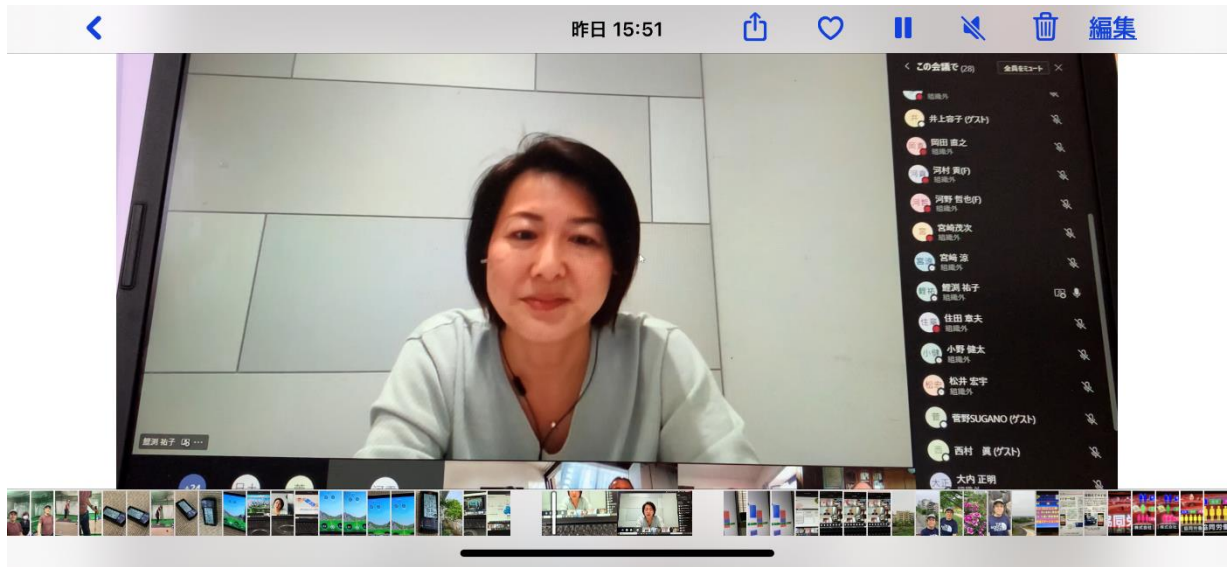 昨日 15:51
編集
< この会議で (28)
全員をミュート
組織外
井上容子 (ゲスト)
岡田 直之
組織外
河村 貢(F)
組織外
河野 哲也(F)
組織外
宮崎茂次
組織外
宮﨑 涼
組織外
鯉渕 祐子
組織外
住田 章夫
組織外
小野 健太
組織外
松井 宏宇
組織外
菅野SUGANO (ゲスト)
西村 眞 (ゲスト)
大内 正明
鯉渕 祐子
+24